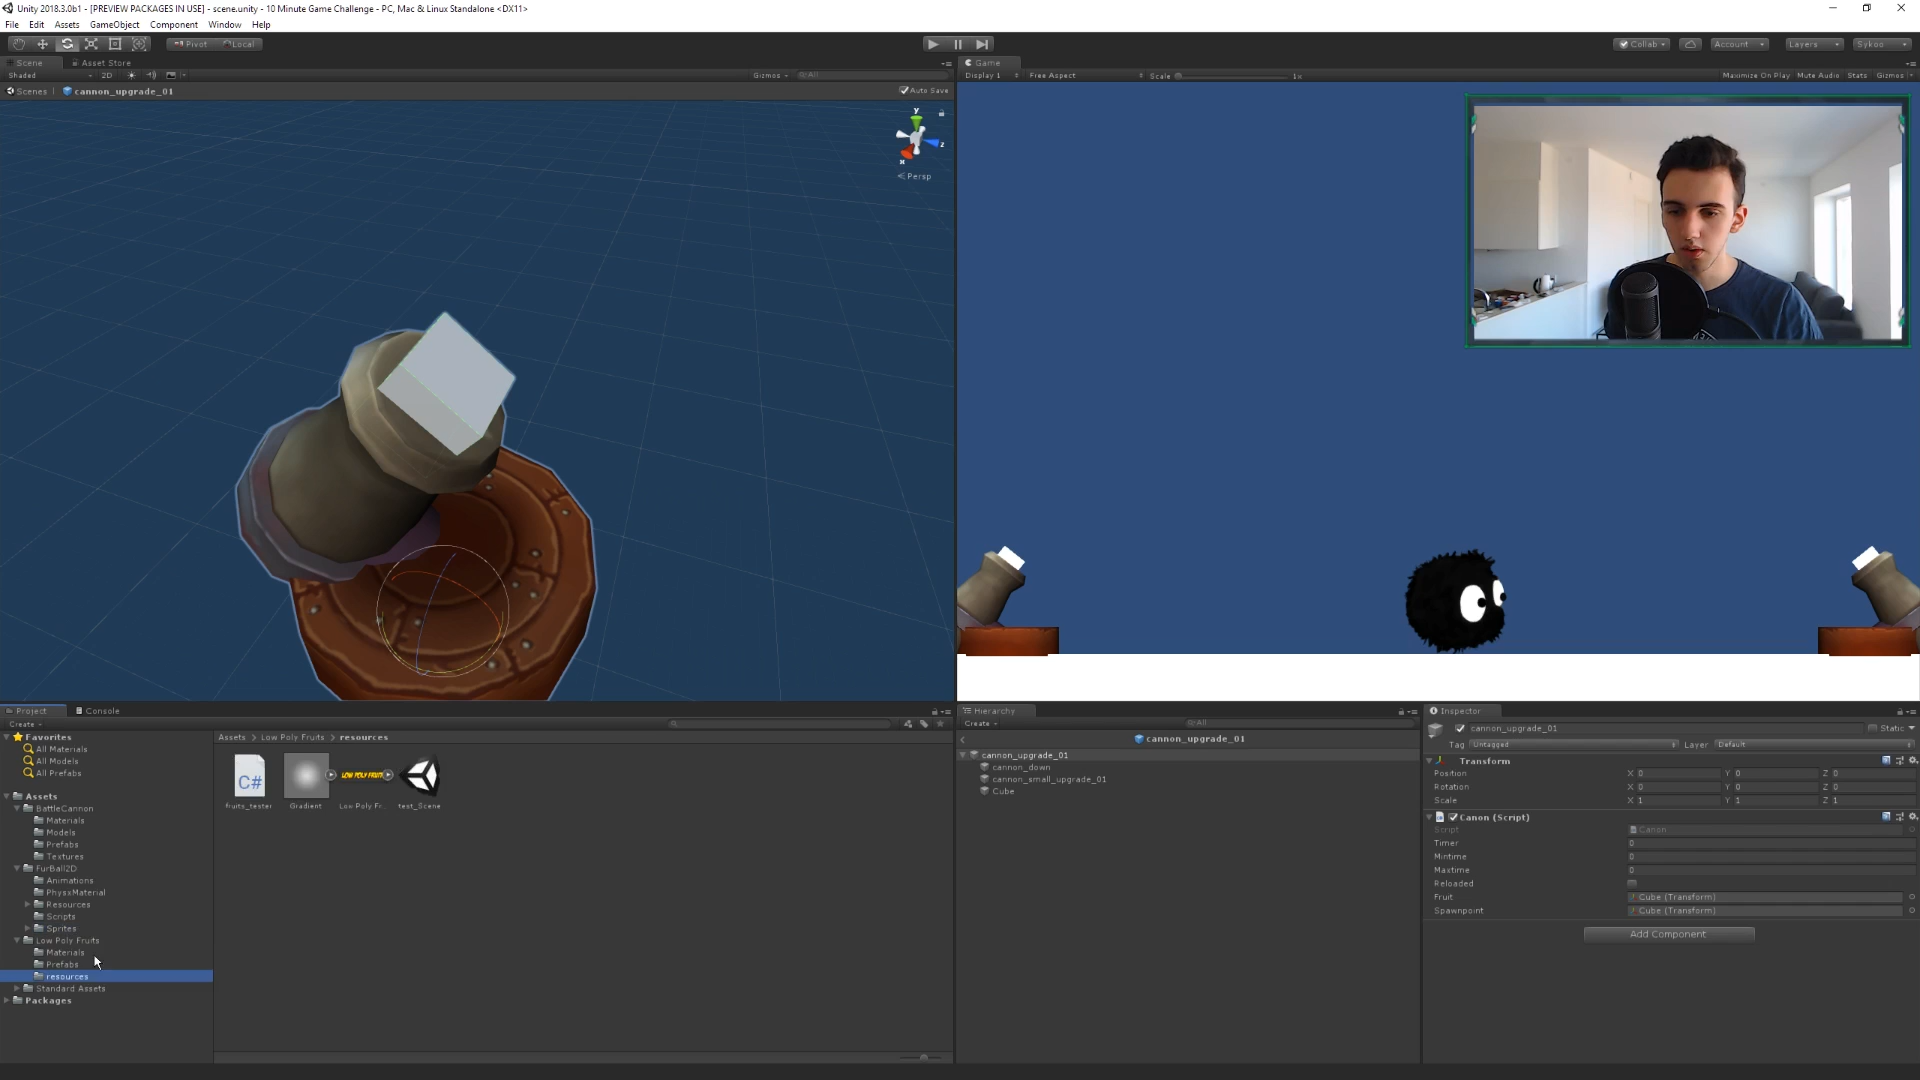 Unity 2018.3.0b1 - [PREVIEW PACKAGES IN USE] - scene.unity - 10 Minute Game Challenge - PC, Mac & Linux Standalone <DX11>
File Edit Assets GameObject Component Window Help
Pivot Local Collab Account Layers Sykoo
Scene Asset Store Game
Shaded 2D Gizmos All Display 1 Free Aspect Scale 1x Maximize On Play Mute Audio Stats Gizmos
Scenes cannon_upgrade_01 Auto Save
y
z
x
Persp
Project Console
Create
Favorites
All Materials
All Models
All Prefabs
Assets
BattleCannon
Materials
Models
Prefabs
Textures
FurBall2D
Animations
PhysxMaterial
Resources
Scripts
Sprites
Low Poly Fruits
Materials
Prefabs
resources
Standard Assets
Packages
Assets > Low Poly Fruits > resources
C#
LOW POLY FRUITS
fruits_tester Gradient Low Poly Fr... test_Scene
Hierarchy
Create All
cannon_upgrade_01
cannon_upgrade_01
cannon_down
cannon_small_upgrade_01
Cube
Inspector
cannon_upgrade_01 Static
Tag Untagged Layer Default
Transform
Position X 0 Y 0 Z 0
Rotation X 0 Y 0 Z 0
Scale X 1 Y 1 Z 1
Canon (Script)
Script Canon
Timer 0
Mintime 0
Maxtime 0
Reloaded
Fruit Cube (Transform)
Spawnpoint Cube (Transform)
Add Component